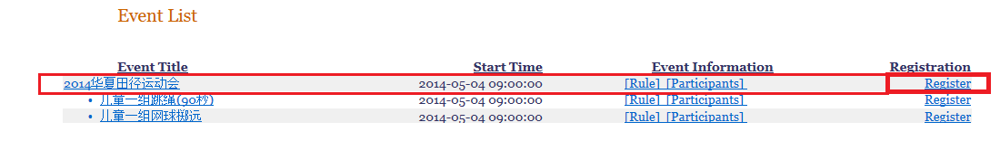 Event List
Event Title Start Time Event Information Registration
2014华夏田径运动会 2014-05-04 09:00:00 [Rule] [Participants] Register
• 儿童一组跳绳(90秒) 2014-05-04 09:00:00 [Rule] [Participants] Register
• 儿童一组网球掷远 2014-05-04 09:00:00 [Rule] [Participants] Register